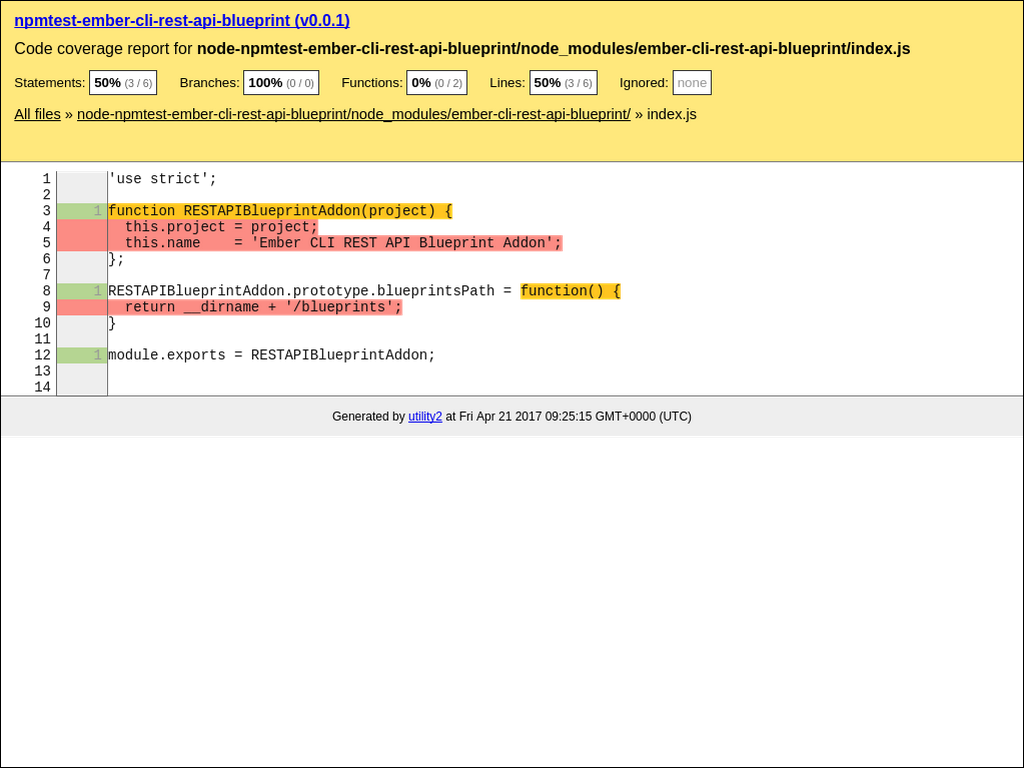 npmtest-ember-cli-rest-api-blueprint (v0.0.1)
Code coverage report for node-npmtest-ember-cli-rest-api-blueprint/node_modules/ember-cli-rest-api-blueprint/index.js
Statements: 50% (3 / 6) Branches: 100% (0 / 0) Functions: 0% (0 / 2) Lines: 50% (3 / 6) Ignored: none
All files » node-npmtest-ember-cli-rest-api-blueprint/node_modules/ember-cli-rest-api-blueprint/ » index.js
1 'use strict';
2
3 1 function RESTAPIBlueprintAddon(project) {
4   this.project = project;
5   this.name    = 'Ember CLI REST API Blueprint Addon';
6 };
7
8 1 RESTAPIBlueprintAddon.prototype.blueprintsPath = function() {
9   return __dirname + '/blueprints';
10 }
11
12 1 module.exports = RESTAPIBlueprintAddon;
13
14
Generated by utility2 at Fri Apr 21 2017 09:25:15 GMT+0000 (UTC)